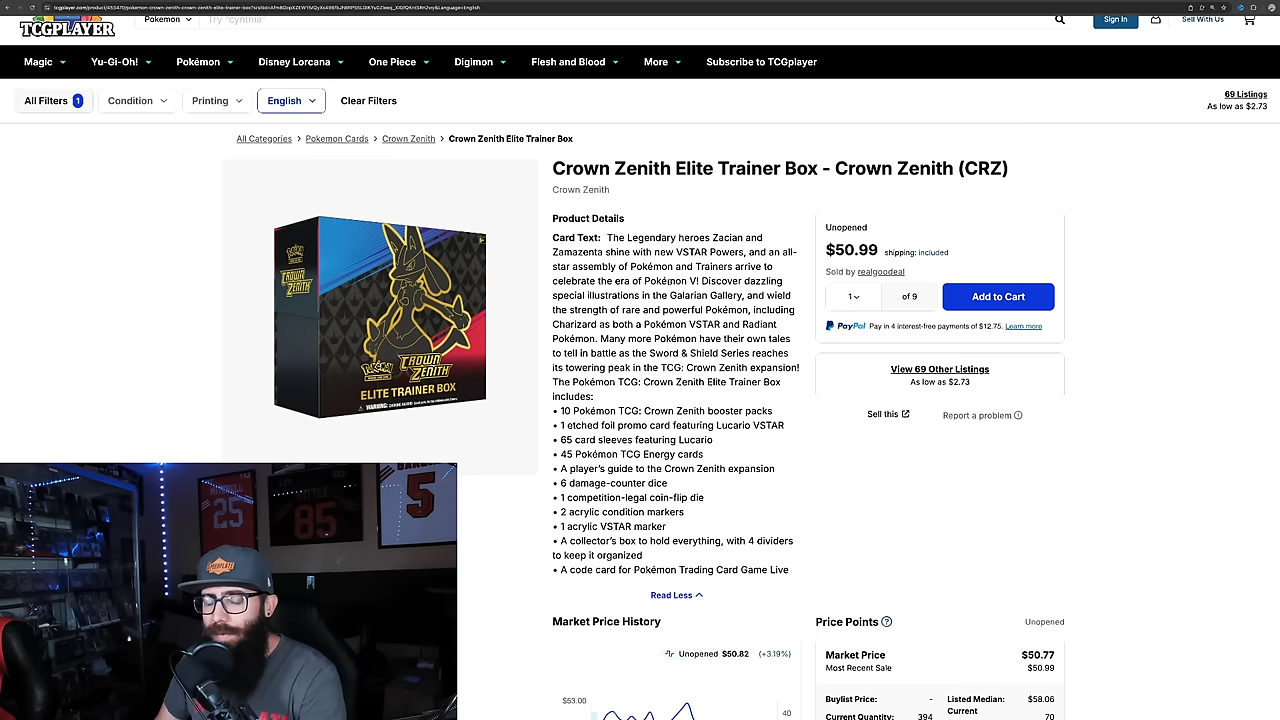 TCGPLAYER
Pokemon
Try "cynthia"
Sign In
Sell With Us
Magic
Yu-Gi-Oh!
Pokémon
Disney Lorcana
One Piece
Digimon
Flesh and Blood
More
Subscribe to TCGplayer
All Filters 1
Condition
Printing
English
Clear Filters
69 Listings
As low as $2.73
All Categories > Pokemon Cards > Crown Zenith > Crown Zenith Elite Trainer Box
Crown Zenith Elite Trainer Box - Crown Zenith (CRZ)
Crown Zenith
Product Details
Card Text: The Legendary heroes Zacian and
Zamazenta shine with new VSTAR Powers, and an all-
star assembly of Pokémon and Trainers arrive to
celebrate the era of Pokémon V! Discover dazzling
special illustrations in the Galarian Gallery, and wield
the strength of rare and powerful Pokémon, including
Charizard as both a Pokémon VSTAR and Radiant
Pokémon. Many more Pokémon have their own tales
to tell in battle as the Sword & Shield Series reaches
its towering peak in the TCG: Crown Zenith expansion!
The Pokémon TCG: Crown Zenith Elite Trainer Box
includes:
• 10 Pokémon TCG: Crown Zenith booster packs
• 1 etched foil promo card featuring Lucario VSTAR
• 65 card sleeves featuring Lucario
• 45 Pokémon TCG Energy cards
• A player's guide to the Crown Zenith expansion
• 6 damage-counter dice
• 1 competition-legal coin-flip die
• 2 acrylic condition markers
• 1 acrylic VSTAR marker
• A collector's box to hold everything, with 4 dividers
to keep it organized
• A code card for Pokémon Trading Card Game Live
Read Less
Unopened
$50.99 shipping: included
Sold by realgoodeal
1 of 9
Add to Cart
PayPal Pay in 4 interest-free payments of $12.75. Learn more
View 69 Other Listings
As low as $2.73
Sell this
Report a problem
Pokémon
CROWN
ZENITH
Pokémon
CROWN
ZENITH
ELITE TRAINER BOX
WARNING:
25
85
5
Market Price History
Unopened $50.82 (+3.19%)
$53.00
40
Price Points
Unopened
Market Price $50.77
Most Recent Sale $50.99
Buylist Price: -
Listed Median: $58.06
Current Quantity: 394
Current 70